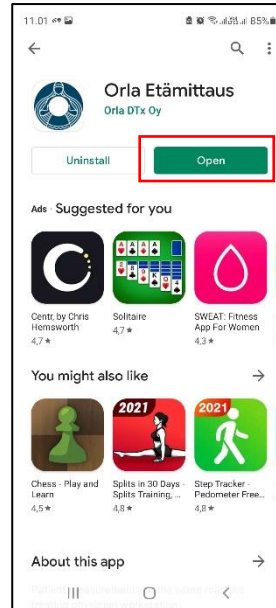 11.01
85%
Orla Etämittaus
Orla DTx Oy
Uninstall
Open
Ads · Suggested for you
Centr, by Chris
Hemsworth
4,7 ★
Solitaire
4,7 ★
SWEAT: Fitness
App For Women
4,3 ★
You might also like
2021
2021
Chess - Play and
Learn
4,5 ★
Splits in 30 Days -
Splits Training, ...
4,8 ★
Step Tracker -
Pedometer Free...
4,8 ★
About this app